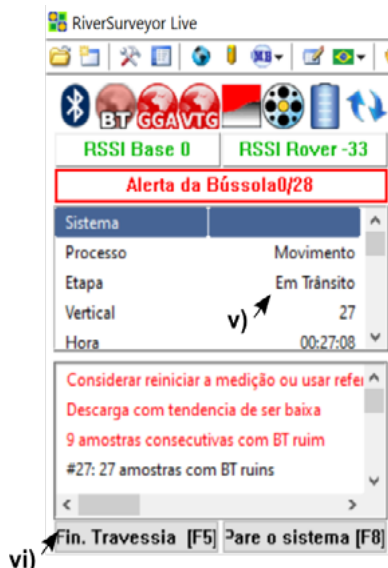 RiverSurveyor Live
BT GGA VTG
RSSI Base 0 RSSI Rover -33
Alerta da Bússola0/28
Sistema
Processo Movimento
Etapa Em Trânsito
v)
Vertical 27
Hora 00:27:08
Considerar reiniciar a medição ou usar refer
Descarga com tendencia de ser baixa
9 amostras consecutivas com BT ruim
#27: 27 amostras com BT ruins
Fin. Travessia [F5] Pare o sistema [F8]
vi)